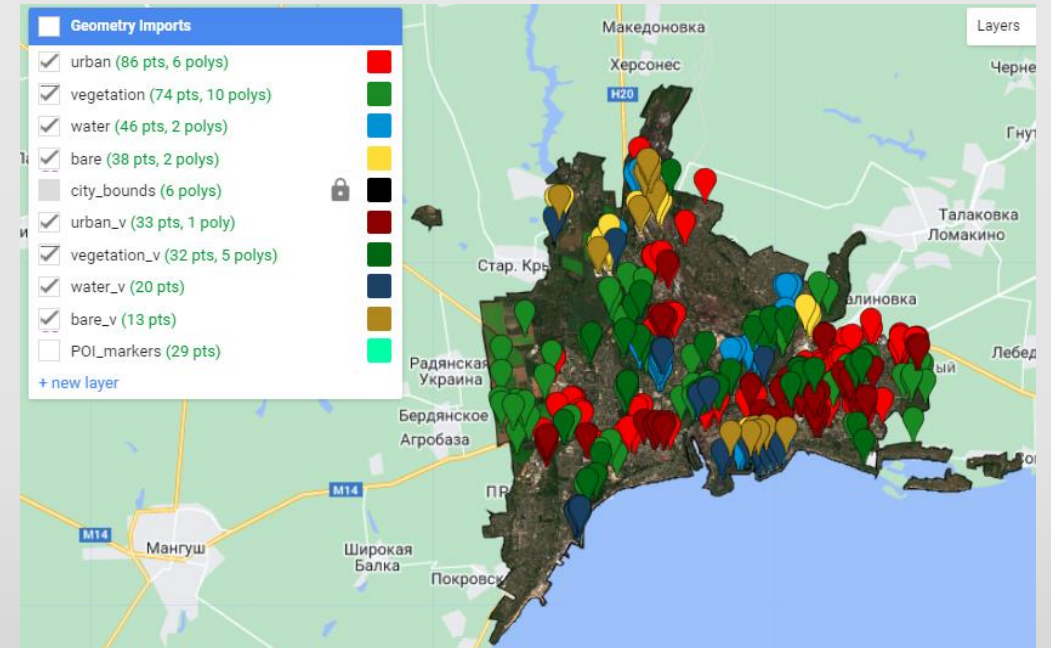 Geometry Imports
urban (86 pts, 6 polys)
vegetation (74 pts, 10 polys)
water (46 pts, 2 polys)
bare (38 pts, 2 polys)
city_bounds (6 polys)
urban_v (33 pts, 1 poly)
vegetation_v (32 pts, 5 polys)
water_v (20 pts)
bare_v (13 pts)
POI_markers (29 pts)
+ new layer
Layers
Македоновка
Херсонес
H20
Черне
Гнут
Талаковка
Ломакино
Стар. Кры
алиновка
Радянская
Украина
Лебед
ый
Бердянское
Агробаза
M14
ПР
M14
Мангуш
Широкая
Балка
Покровск